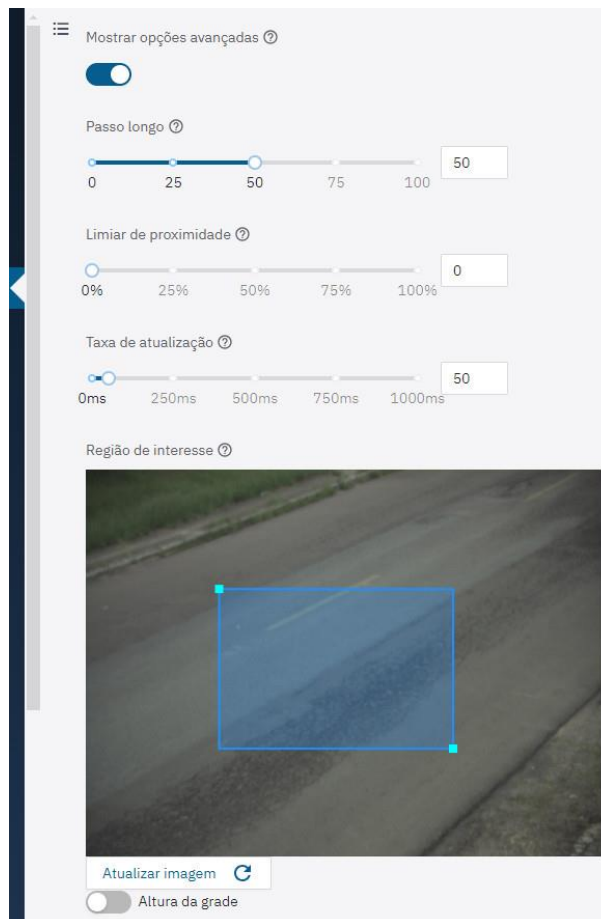 Mostrar opções avançadas
Passo longo
50
0 25 50 75 100
Limiar de proximidade
0
0% 25% 50% 75% 100%
Taxa de atualização
50
0ms 250ms 500ms 750ms 1000ms
Região de interesse
Atualizar imagem
Altura da grade